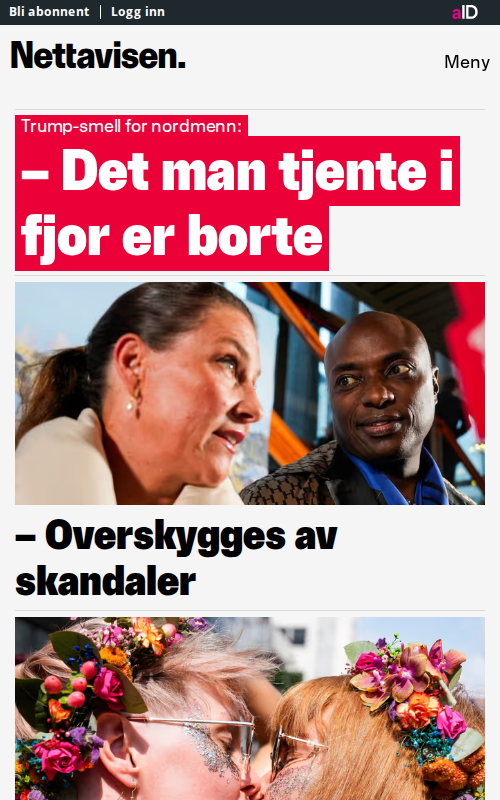 Bli abonnent | Logg inn
aID
Nettavisen.
Meny
Trump-smell for nordmenn:
– Det man tjente i
fjor er borte
– Overskygges av
skandaler